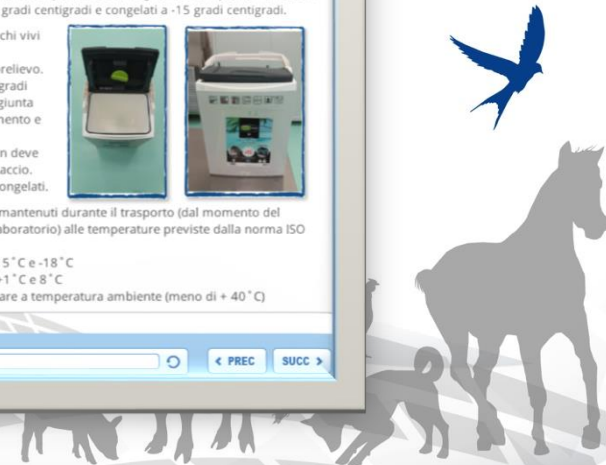 gradi centigradi e congelati a -15 gradi centigradi.
chi vivi
relievo.
gradi
giunta
mento e
n deve
accio.
ongelati.
mantenuti durante il trasporto (dal momento del
aboratorio) alle temperature previste dalla norma ISO
5°C e -18°C
+1°C e 8°C
are a temperatura ambiente (meno di + 40°C)
PREC
SUCC